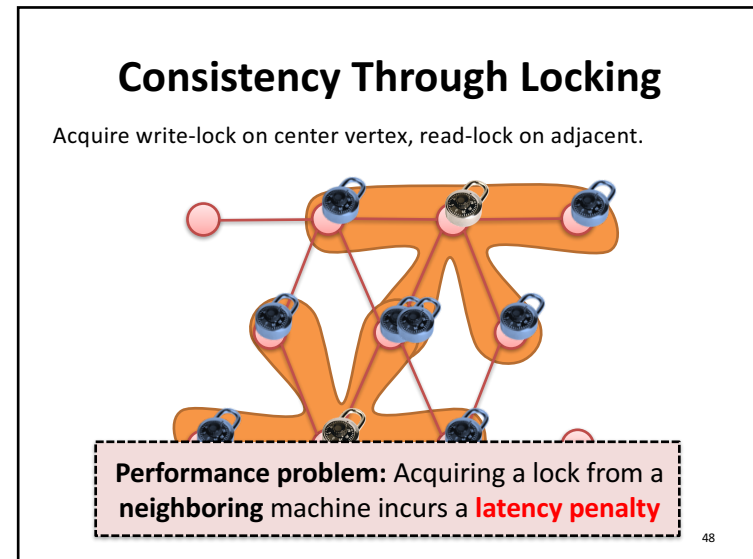 Consistency Through Locking
Acquire write-lock on center vertex, read-lock on adjacent.
Performance problem: Acquiring a lock from a
neighboring machine incurs a latency penalty
48